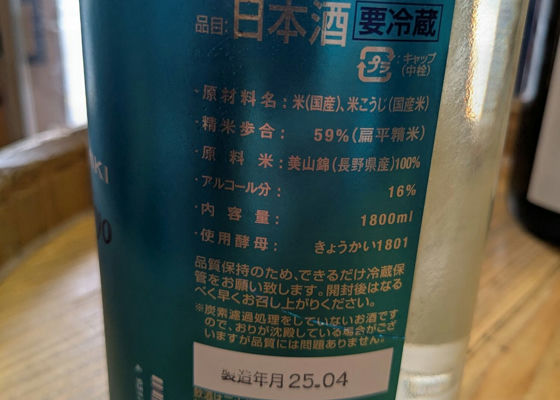 品目: 日本酒 要冷蔵
プラ : キャップ
(中栓)
・原材料名: 米(国産)、米こうじ(国産米)
・精米歩合: 59%(扁平精米)
・原料米: 美山錦(長野県産)100%
・アルコール分: 16%
・内容量: 1800ml
・使用酵母: きょうかい1801
品質保持のため、できるだけ冷蔵保
管をお願い致します。開封後はなる
べく早くお召し上がりください。
※炭素濾過処理をしていないお酒です
ので、おりが沈殿している場合がござ
いますが品質には問題ありません。
製造年月25.04
KI